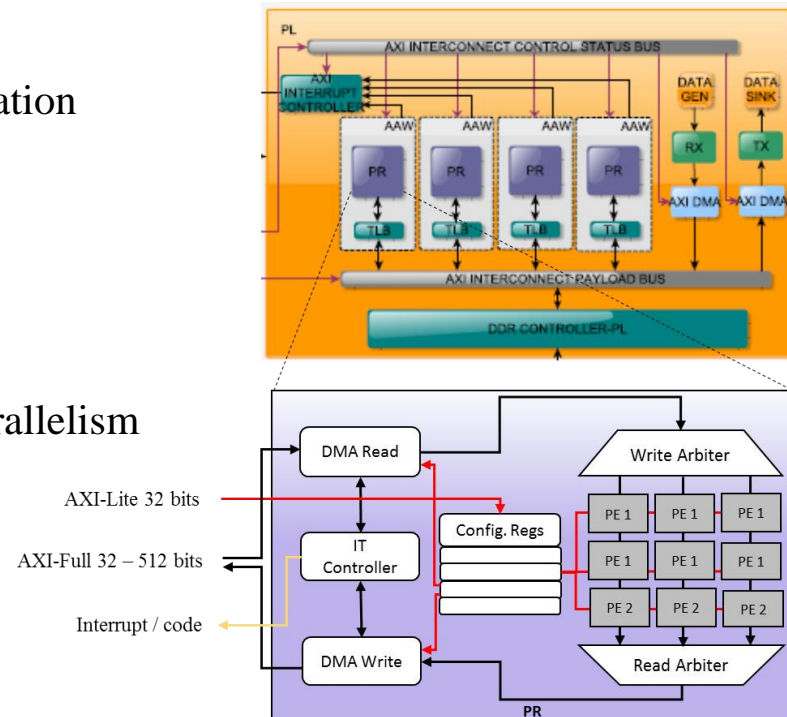 PL
AXI INTERCONNECT CONTROL STATUS BUS
AXI
INTERRUPT
CONTROLLER
DATA
GEN
DATA
SINK
ation
AAW
AAW
AAW
AAW
RX
TX
PR
PR
PR
PR
AXI DMA
AXI DMA
TLB
TLB
TLB
TLB
AXI INTERCONNECT-PAYLOAD BUS
DDR CONTROLLER-PL
rallelism
DMA Read
Write Arbiter
AXI-Lite 32 bits
Config. Regs
PE 1
PE 1
PE 1
AXI-Full 32 – 512 bits
IT
Controller
PE 1
PE 1
PE 1
Interrupt / code
PE 2
PE 2
PE 2
DMA Write
Read Arbiter
PR